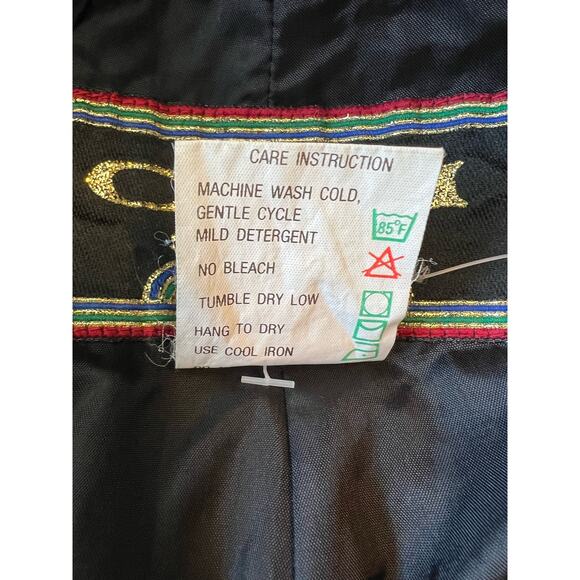 CARE INSTRUCTION
MACHINE WASH COLD,
GENTLE CYCLE
MILD DETERGENT
85°F
NO BLEACH
TUMBLE DRY LOW
HANG TO DRY
USE COOL IRON